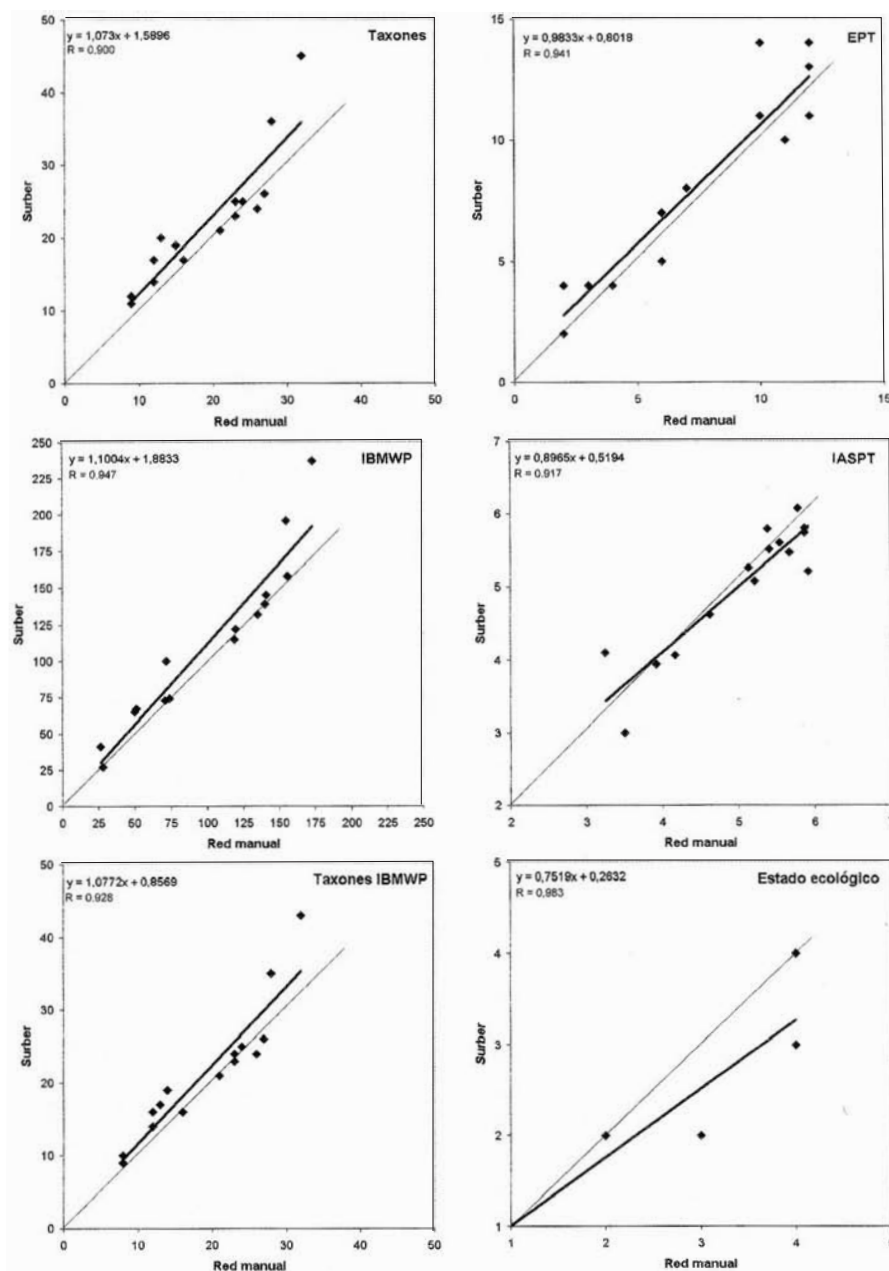 50
40
30
20
10
0
Surber
y = 1,073x + 1,5896
R = 0,900
Taxones
0 10 20 30 40 50
Red manual
15
10
5
0
Surber
y = 0,9833x + 0,8018
R = 0,941
EPT
0 5 10 15
Red manual
250
225
200
175
150
125
100
75
50
25
0
Surber
y = 1,1004x + 1,8833
R = 0,947
IBMWP
0 25 50 75 100 125 150 175 200 225 250
Red manual
7
6
5
4
3
2
Surber
y = 0,8965x + 0,5194
R = 0,917
IASPT
2 3 4 5 6
Red manual
50
40
30
20
10
0
Surber
y = 1,0772x + 0,8569
R = 0,928
Taxones IBMWP
0 10 20 30 40 50
Red manual
5
4
3
2
1
Surber
y = 0,7519x + 0,2632
R = 0,983
Estado ecológico
1 2 3 4
Red manual